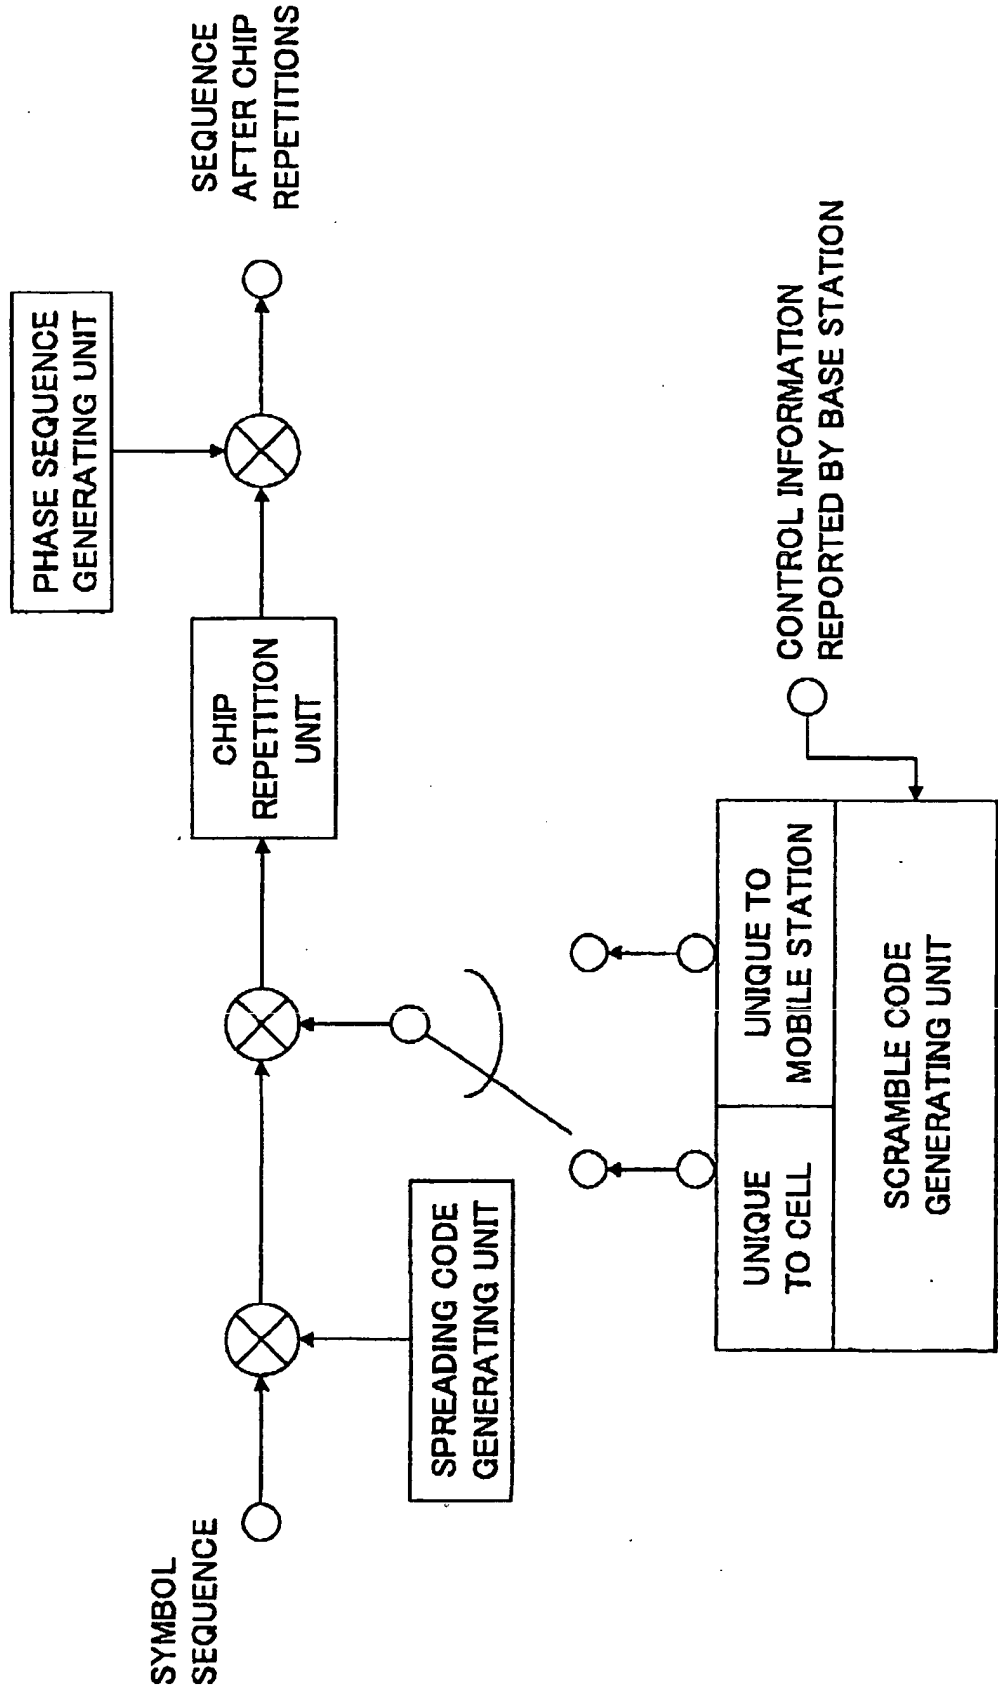 SYMBOL
SEQUENCE
SPREADING CODE
GENERATING UNIT
CHIP
REPETITION
UNIT
PHASE SEQUENCE
GENERATING UNIT
SEQUENCE
AFTER CHIP
REPETITIONS
UNIQUE
TO CELL
UNIQUE TO
MOBILE STATION
SCRAMBLE CODE
GENERATING UNIT
CONTROL INFORMATION
REPORTED BY BASE STATION